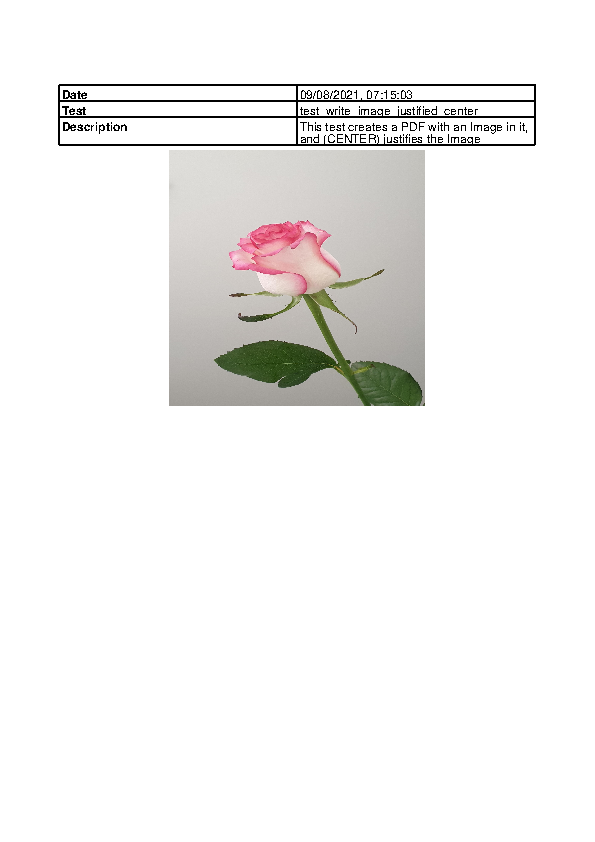 Date 09/08/2021, 07:15:03
Test test_write_image_justified_center
Description This test creates a PDF with an Image in it,
and (CENTER) justifies the Image